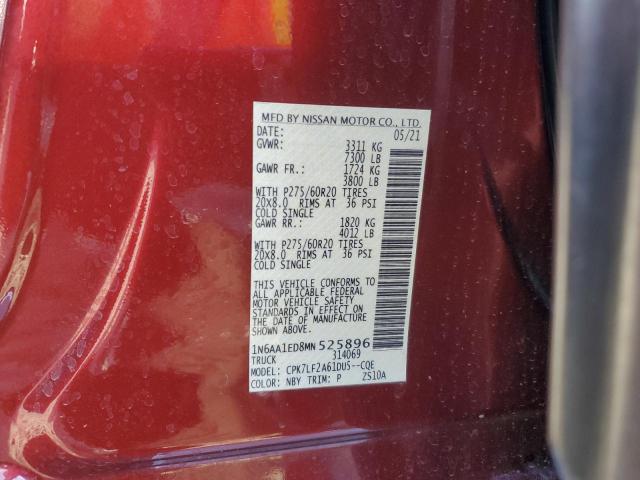 MFD BY NISSAN MOTOR CO., LTD.
DATE: 05/21
GVWR: 3311 KG
7300 LB
GAWR FR.: 1724 KG
3800 LB
WITH P275/60R20 TIRES
20X8.0 RIMS AT 36 PSI
COLD SINGLE
GAWR RR.: 1820 KG
4012 LB
WITH P275/60R20 TIRES
20X8.0 RIMS AT 36 PSI
COLD SINGLE
THIS VEHICLE CONFORMS TO
ALL APPLICABLE FEDERAL
MOTOR VEHICLE SAFETY
STANDARDS IN EFFECT ON
THE DATE OF MANUFACTURE
SHOWN ABOVE.
1N6AA1ED8MN525896
TRUCK 314069
MODEL: CPK7LF2A61DUS--CQE
COLOR: NBY TRIM: P ZS10A